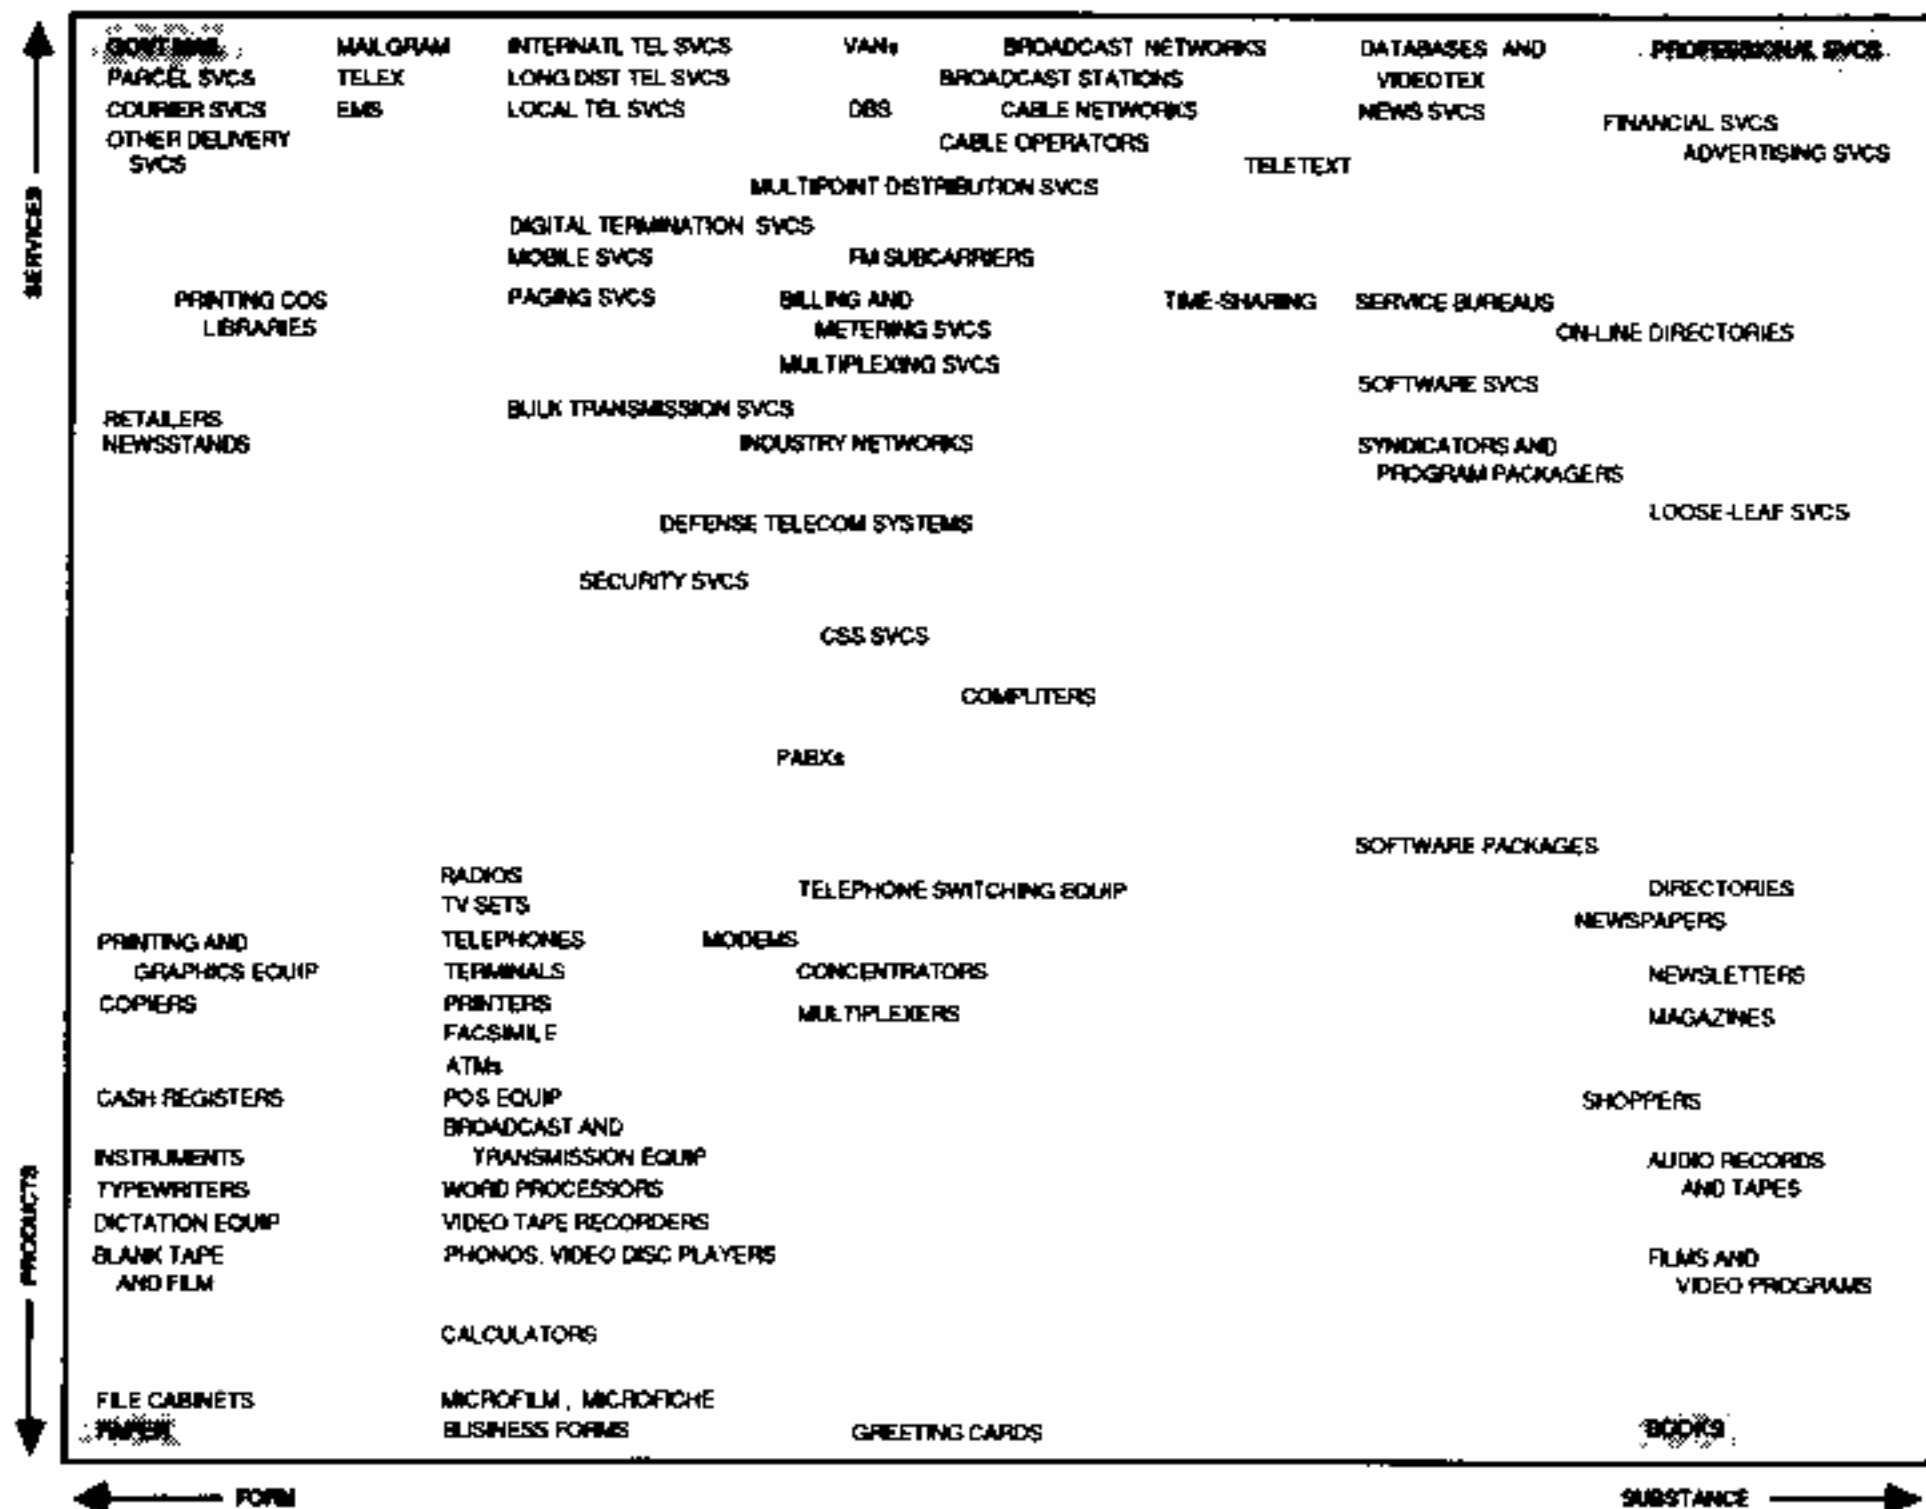 GOVT MAIL MAILGRAM INTERNATL TEL SVCS VANs BROADCAST NETWORKS DATABASES AND PROFESSIONAL SVCS
PARCEL SVCS TELEX LONG DIST TEL SVCS BROADCAST STATIONS VIDEOTEX
COURIER SVCS EMS LOCAL TEL SVCS DBS CABLE NETWORKS NEWS SVCS FINANCIAL SVCS
OTHER DELIVERY CABLE OPERATORS ADVERTISING SVCS
SVCS TELETEXT
MULTIPOINT DISTRIBUTION SVCS
DIGITAL TERMINATION SVCS
SERVICES
MOBILE SVCS FM SUBCARRIERS
PRINTING COS PAGING SVCS BILLING AND TIME-SHARING SERVICE BUREAUS
LIBRARIES METERING SVCS ON-LINE DIRECTORIES
MULTIPLEXING SVCS
SOFTWARE SVCS
RETAILERS BULK TRANSMISSION SVCS
NEWSSTANDS INDUSTRY NETWORKS SYNDICATORS AND
PROGRAM PACKAGERS
DEFENSE TELECOM SYSTEMS LOOSE-LEAF SVCS
SECURITY SVCS
CSS SVCS
COMPUTERS
PABXs
SOFTWARE PACKAGES
RADIOS TELEPHONE SWITCHING EQUIP DIRECTORIES
TV SETS NEWSPAPERS
PRINTING AND TELEPHONES MODEMS
GRAPHICS EQUIP TERMINALS CONCENTRATORS NEWSLETTERS
COPIERS PRINTERS MULTIPLEXERS MAGAZINES
FACSIMILE
ATMs
CASH REGISTERS POS EQUIP SHOPPERS
BROADCAST AND
INSTRUMENTS TRANSMISSION EQUIP AUDIO RECORDS
TYPEWRITERS WORD PROCESSORS AND TAPES
PRODUCTS
DICTATION EQUIP VIDEO TAPE RECORDERS
BLANK TAPE PHONOS, VIDEO DISC PLAYERS FILMS AND
AND FILM VIDEO PROGRAMS
CALCULATORS
FILE CABINETS MICROFILM, MICROFICHE
PAPER BUSINESS FORMS GREETING CARDS BOOKS
FORM SUBSTANCE